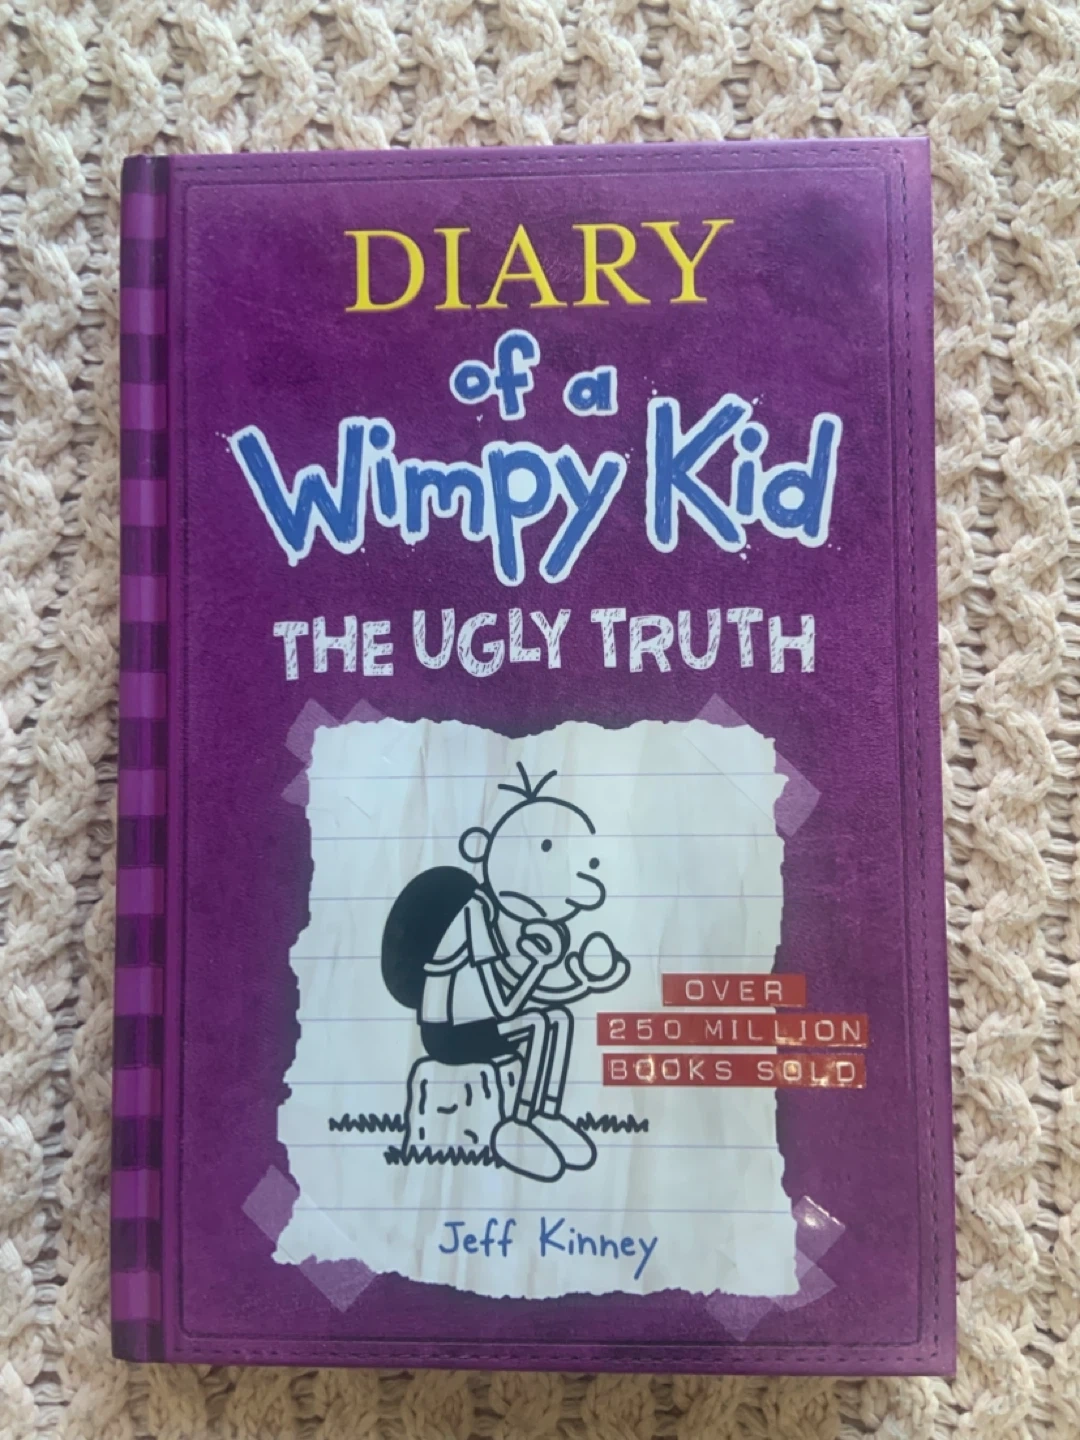 DIARY
of a
Wimpy Kid
THE UGLY TRUTH
OVER
250 MILLION
BOOKS SOLD
Jeff Kinney